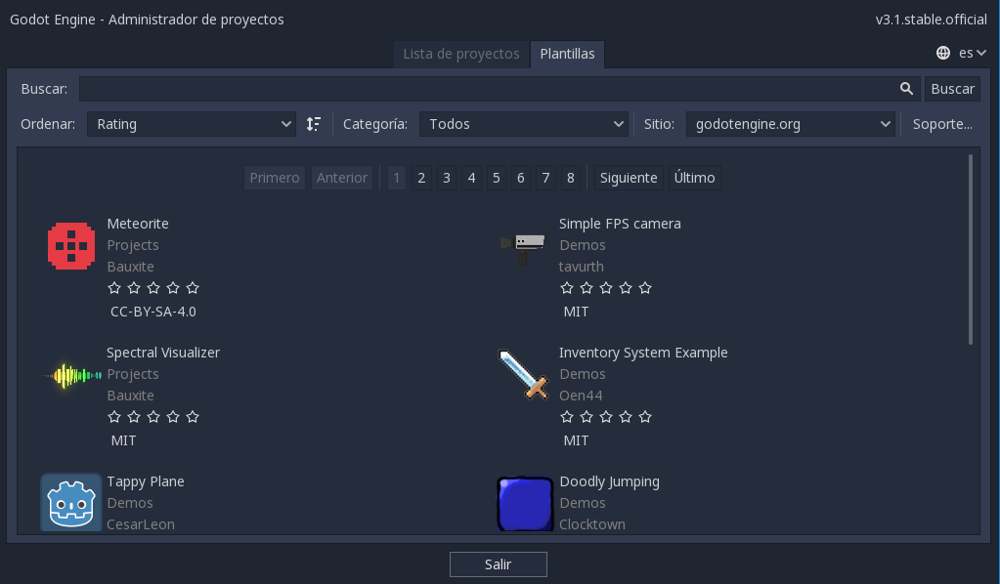 Godot Engine - Administrador de proyectos v3.1.stable.official
Lista de proyectos Plantillas es
Buscar: Buscar
Ordenar: Rating Categoría: Todos Sitio: godotengine.org Soporte...
Primero Anterior 1 2 3 4 5 6 7 8 Siguiente Último
Meteorite
Projects
Bauxite
CC-BY-SA-4.0
Simple FPS camera
Demos
tavurth
MIT
Spectral Visualizer
Projects
Bauxite
MIT
Inventory System Example
Demos
Oen44
MIT
Tappy Plane
Demos
CesarLeon
Doodly Jumping
Demos
Clocktown
Salir